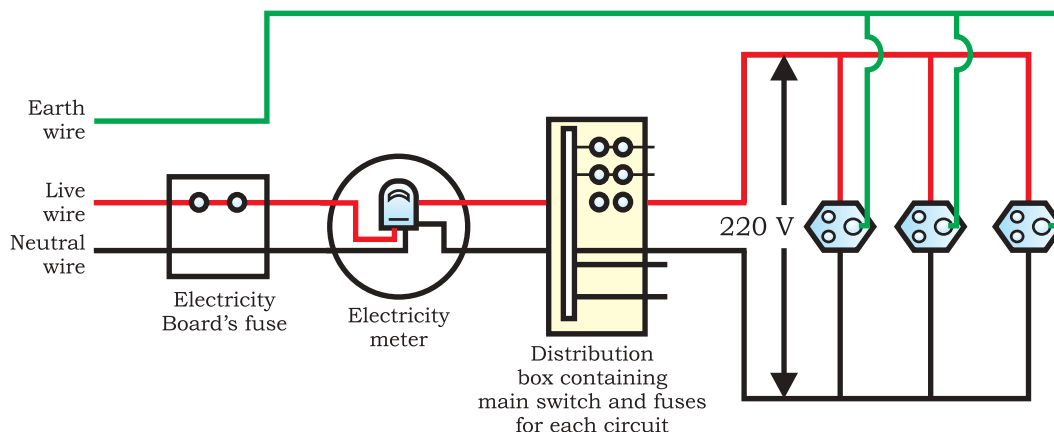 Earth
wire
Live
wire
Neutral
wire
Electricity
Board's fuse
Electricity
meter
Distribution
box containing
main switch and fuses
for each circuit
220 V